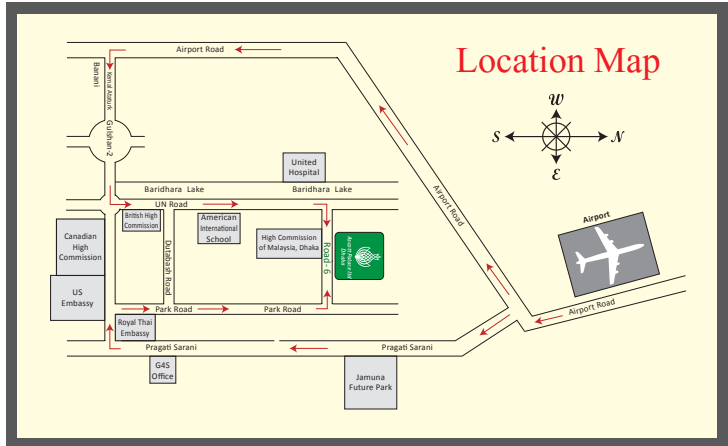 Airport Road
Location Map
W
S
N
E
Banani
Kemal Ataturk
Gulshan-2
United
Hospital
Baridhara Lake
Baridhara Lake
UN Road
British High
Commission
American
International
School
High Commission
of Malaysia, Dhaka
Road-6
Dhaka
Airport Road
Airport
Airport Road
Canadian
High
Commission
US
Embassy
Dutabash Road
Park Road
Park Road
Royal Thai
Embassy
Pragati Sarani
Pragati Sarani
G4S
Office
Jamuna
Future Park